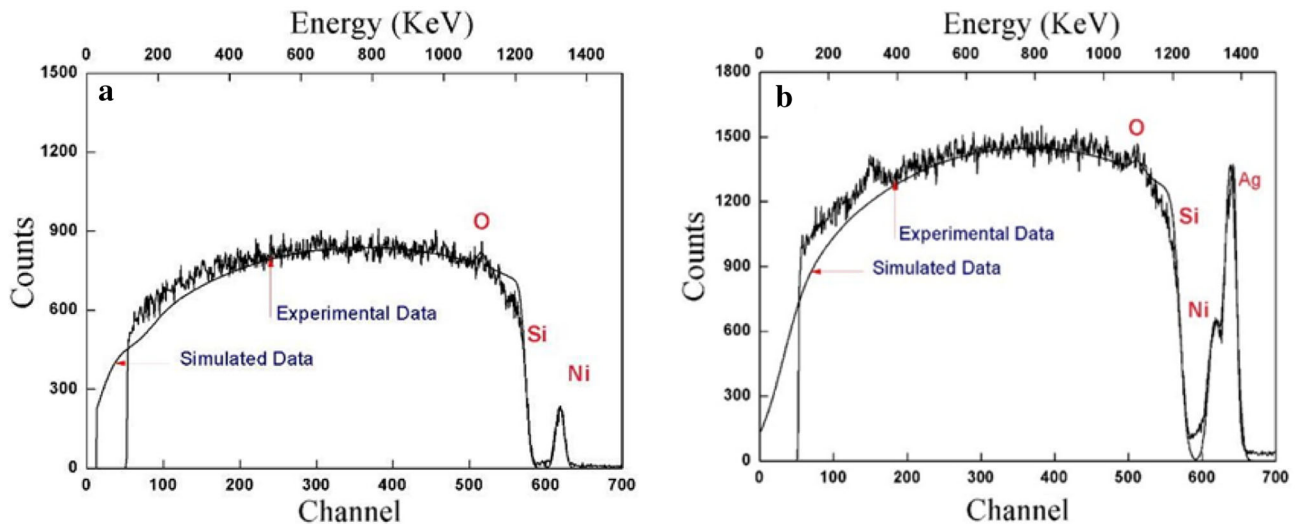 Energy (KeV)
0 200 400 600 800 1000 1200 1400
1500
1200
900
600
300
0
Counts
a
O
Experimental Data
Simulated Data
Si
Ni
0 100 200 300 400 500 600 700
Channel
Energy (KeV)
0 200 400 600 800 1000 1200 1400
1800
1500
1200
900
600
300
0
Counts
b
O
Ag
Si
Experimental Data
Simulated Data
Ni
0 100 200 300 400 500 600 700
Channel